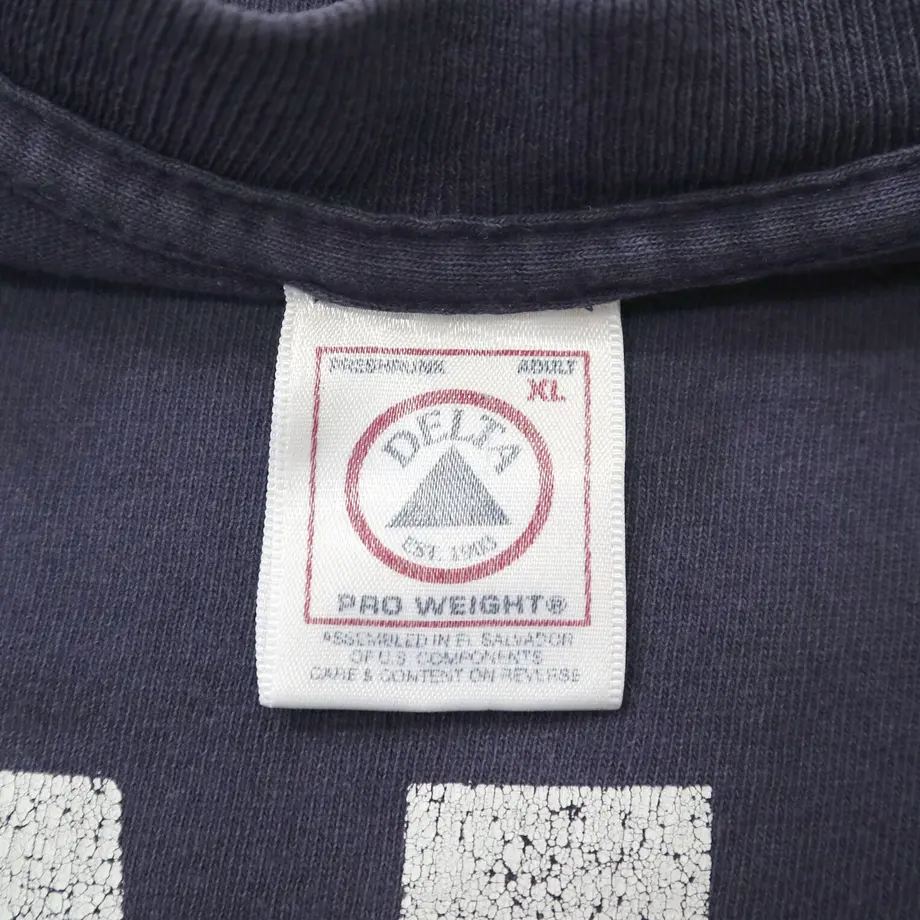 PRESHRUNK ADULT
XL
DELTA
EST. 1903
PRO WEIGHT®
ASSEMBLED IN EL SALVADOR
OF U.S. COMPONENTS
CARE & CONTENT ON REVERSE